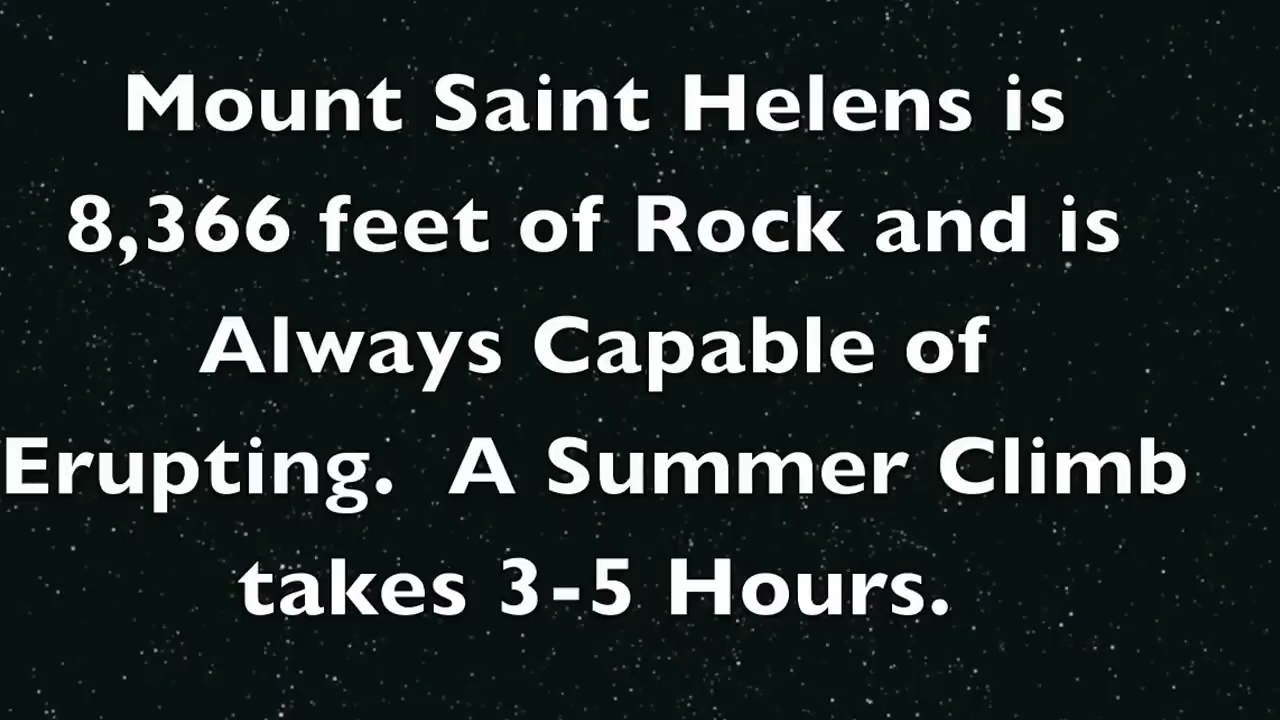 Mount Saint Helens is
8,366 feet of Rock and is
Always Capable of
Erupting.  A Summer Climb
takes 3-5 Hours.